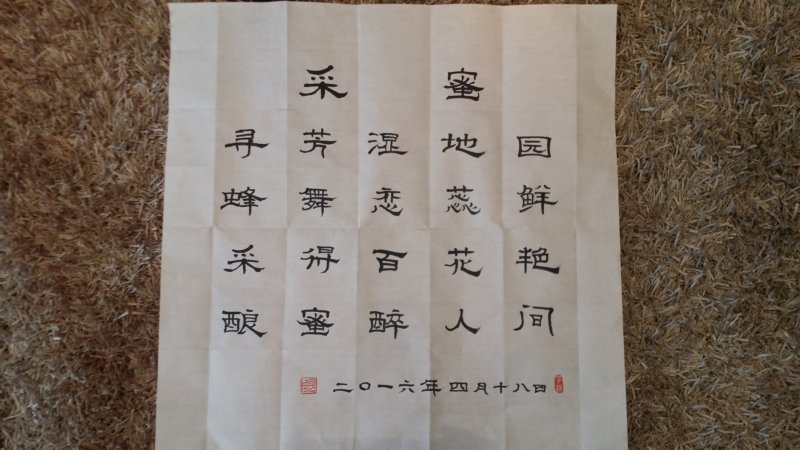 采蜜
寻芳湿地园
蜂舞恋蕊鲜
采得百花艳
酿蜜醉人间
二〇一六年四月十八日